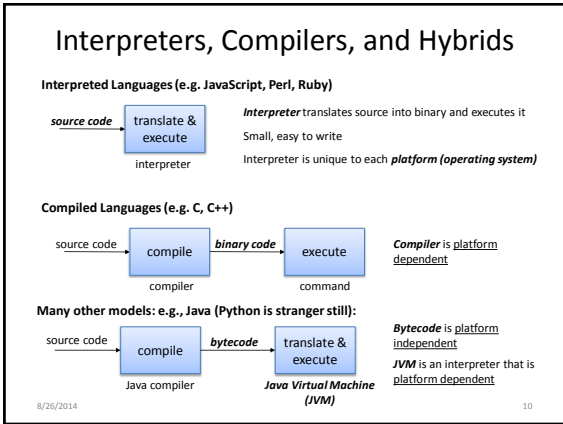 Interpreters, Compilers, and Hybrids
Interpreted Languages (e.g. JavaScript, Perl, Ruby)
source code
translate &
execute
interpreter
Interpreter translates source into binary and executes it
Small, easy to write
Interpreter is unique to each platform (operating system)
Compiled Languages (e.g. C, C++)
source code
compile
compiler
binary code
execute
command
Compiler is platform
dependent
Many other models: e.g., Java (Python is stranger still):
source code
compile
Java compiler
bytecode
translate &
execute
Java Virtual Machine
(JVM)
Bytecode is platform
independent
JVM is an interpreter that is
platform dependent
8/26/2014
10